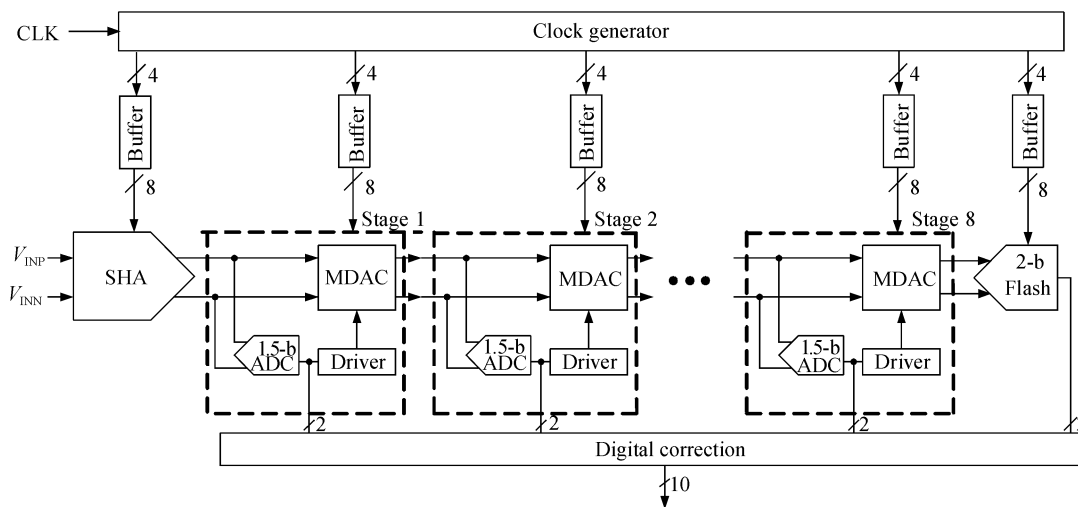 CLK
Clock generator
4 4 4 4 4
Buffer Buffer Buffer Buffer Buffer
8 8 8 8 8
Stage 1 Stage 2 Stage 8
VINP
VINN
SHA
MDAC MDAC MDAC
2-b
Flash
1.5-b
ADC
Driver
1.5-b
ADC
Driver
1.5-b
ADC
Driver
2 2 2
Digital correction
10